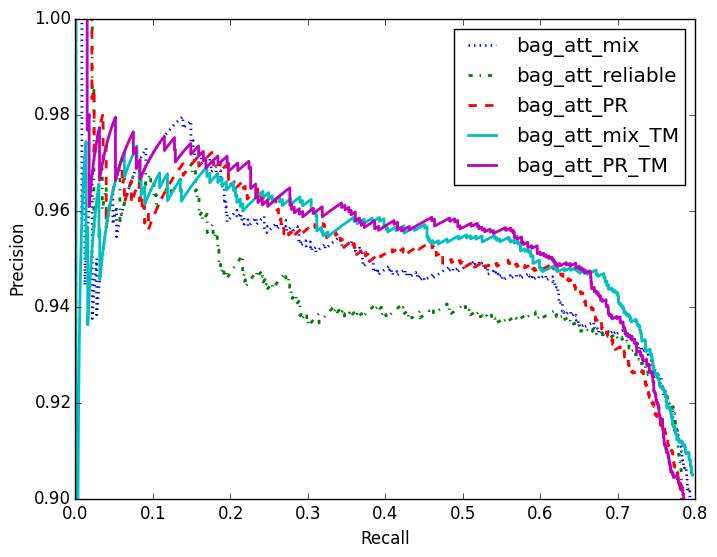 1.00
0.98
0.96
0.94
0.92
0.90
Precision
bag_att_mix
bag_att_reliable
bag_att_PR
bag_att_mix_TM
bag_att_PR_TM
0.0 0.1 0.2 0.3 0.4 0.5 0.6 0.7 0.8
Recall